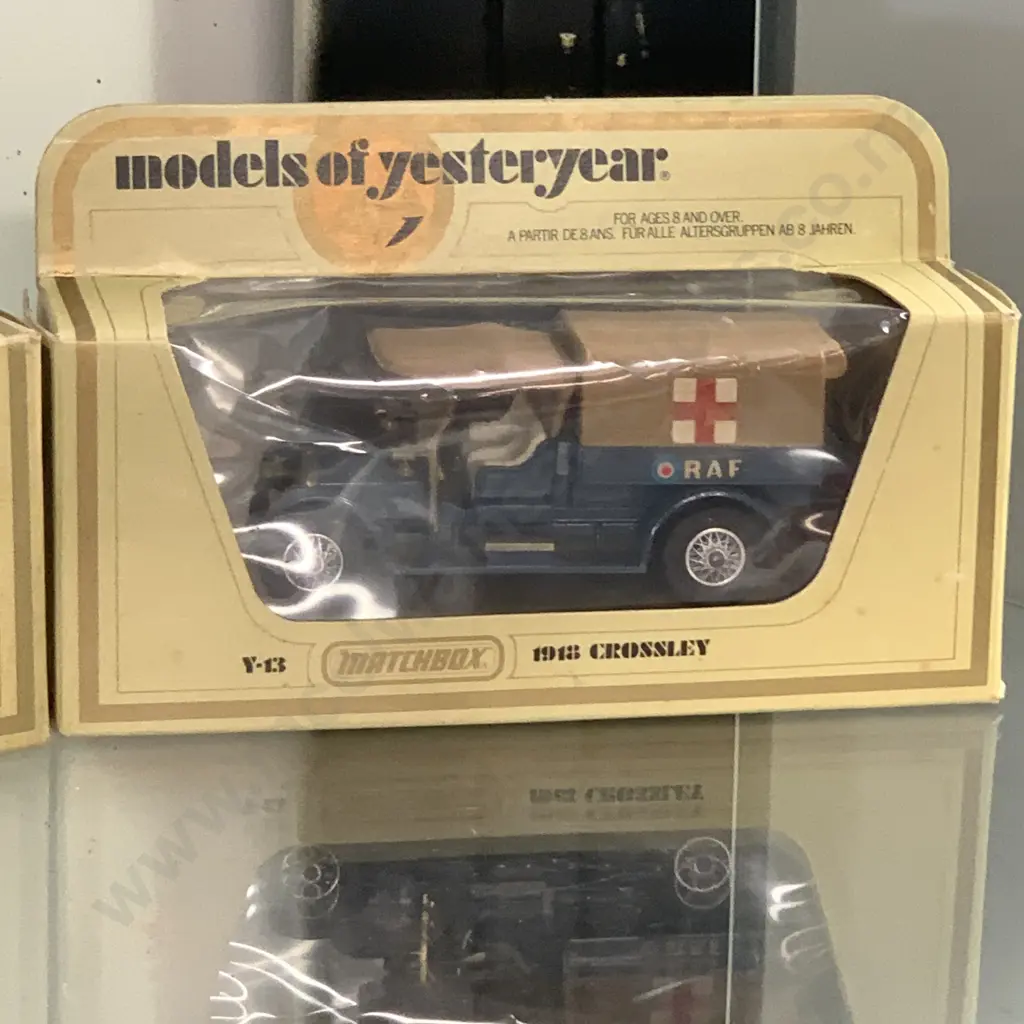 models of yesteryear®
FOR AGES 8 AND OVER.
A PARTIR DE 8 ANS. FÜR ALLE ALTERSGRUPPEN AB 8 JAHREN.
RAF
Y-13
MATCHBOX
1918 CROSSLEY